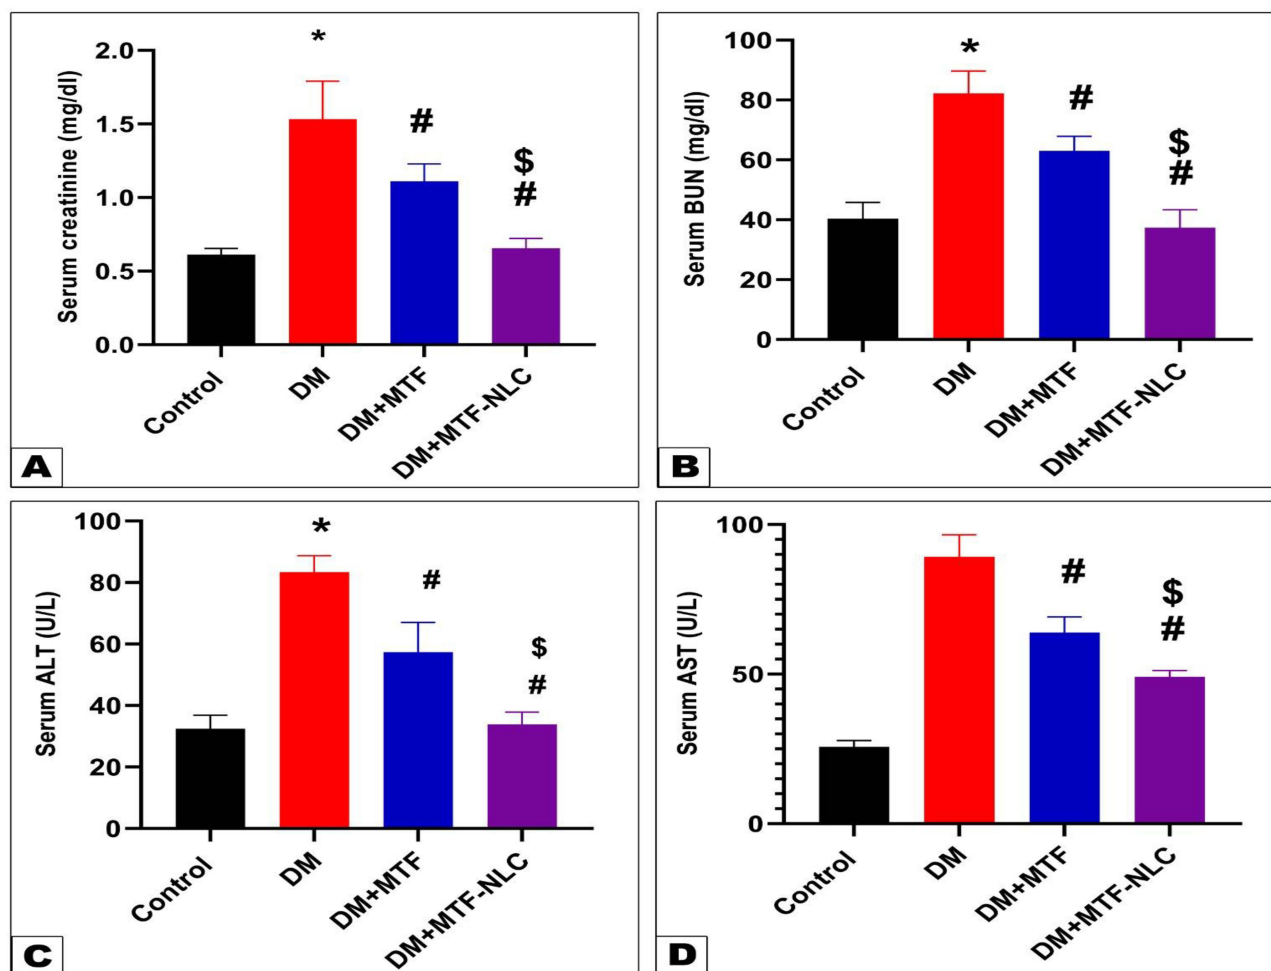 Serum creatinine (mg/dl)
2.0
1.5
1.0
0.5
0.0
*
#
$
#
Control
DM
DM+MTF
DM+MTF-NLC
A
Serum BUN (mg/dl)
100
80
60
40
20
0
*
#
$
#
Control
DM
DM+MTF
DM+MTF-NLC
B
Serum ALT (U/L)
100
80
60
40
20
0
*
#
$
#
Control
DM
DM+MTF
DM+MTF-NLC
C
Serum AST (U/L)
100
50
0
#
$
#
Control
DM
DM+MTF
DM+MTF-NLC
D